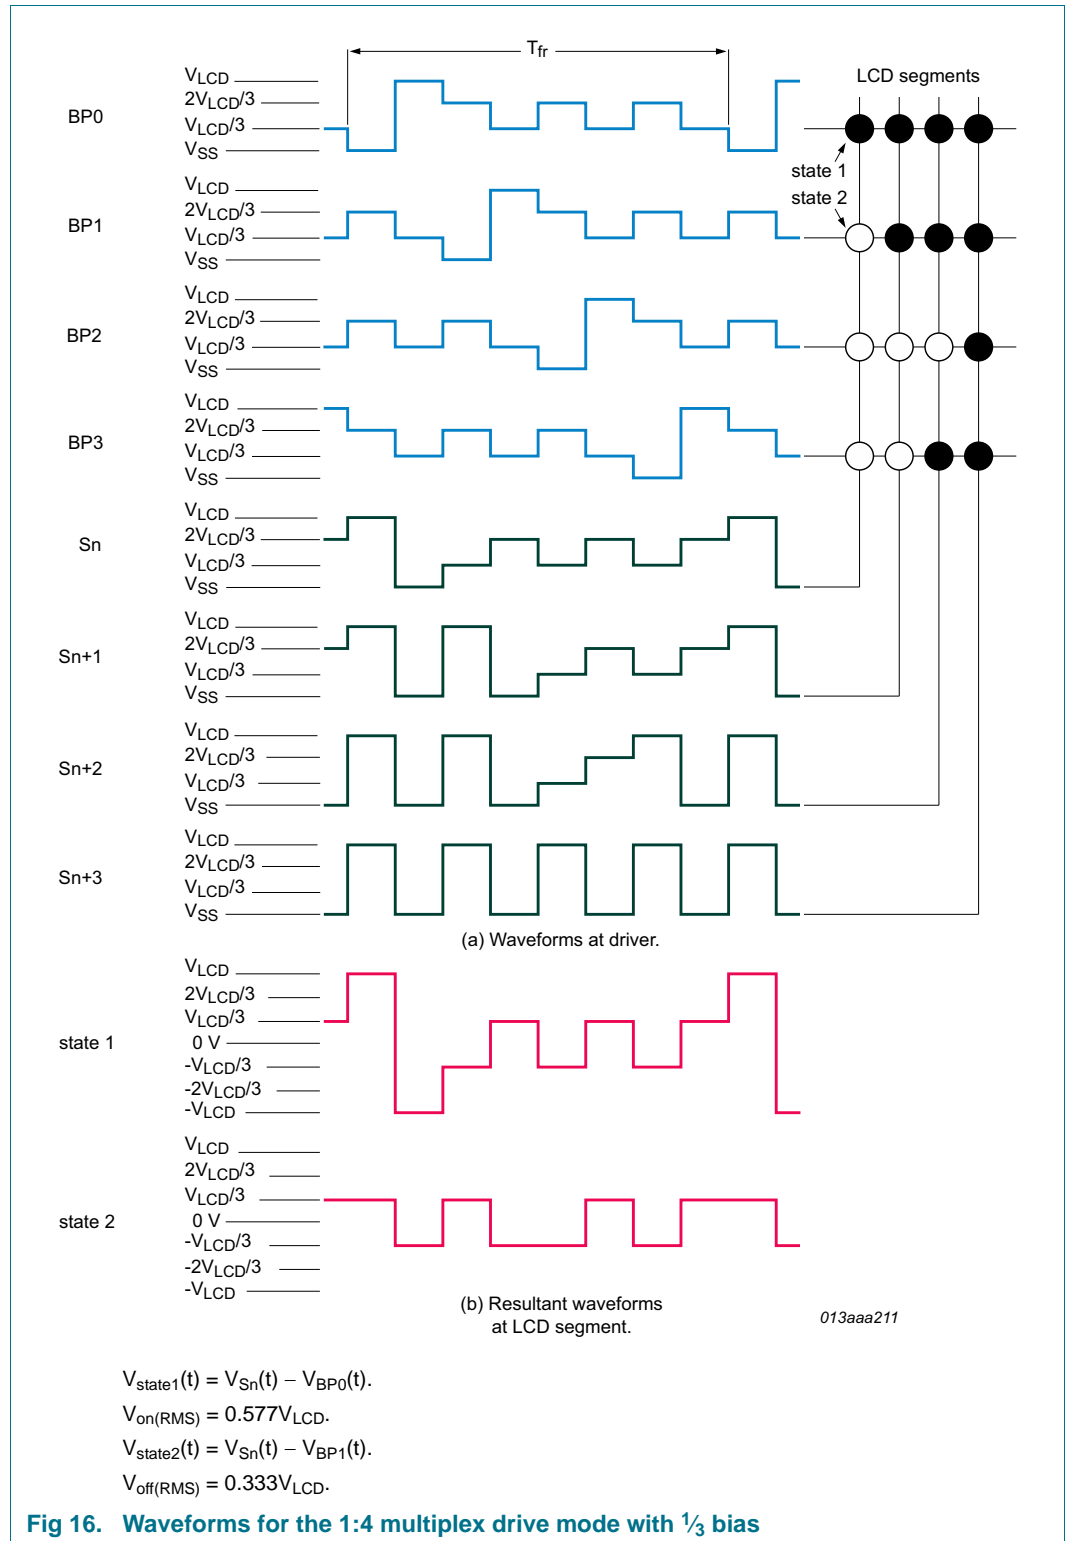 Tfr
BP0
VLCD
2VLCD/3
VLCD/3
VSS
LCD segments
state 1
state 2
BP1
VLCD
2VLCD/3
VLCD/3
VSS
BP2
VLCD
2VLCD/3
VLCD/3
VSS
BP3
VLCD
2VLCD/3
VLCD/3
VSS
Sn
VLCD
2VLCD/3
VLCD/3
VSS
Sn+1
VLCD
2VLCD/3
VLCD/3
VSS
Sn+2
VLCD
2VLCD/3
VLCD/3
VSS
Sn+3
VLCD
2VLCD/3
VLCD/3
VSS
(a) Waveforms at driver.
state 1
VLCD
2VLCD/3
VLCD/3
0 V
-VLCD/3
-2VLCD/3
-VLCD
state 2
VLCD
2VLCD/3
VLCD/3
0 V
-VLCD/3
-2VLCD/3
-VLCD
(b) Resultant waveforms
at LCD segment.
013aaa211
Vstate1(t) = VSn(t) − VBP0(t).
Von(RMS) = 0.577VLCD.
Vstate2(t) = VSn(t) − VBP1(t).
Voff(RMS) = 0.333VLCD.
Fig 16. Waveforms for the 1:4 multiplex drive mode with 1⁄3 bias